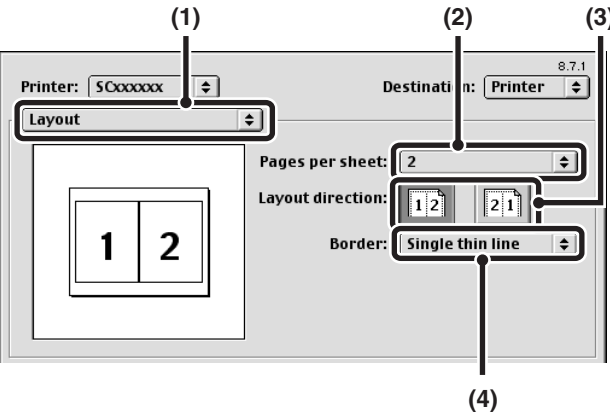 (1) (2) (3)
8.7.1
Printer: SCxxxxxx Destination: Printer
Layout
Pages per sheet: 2
Layout direction: 1 2 2 1
Border: Single thin line
1 2
(4)